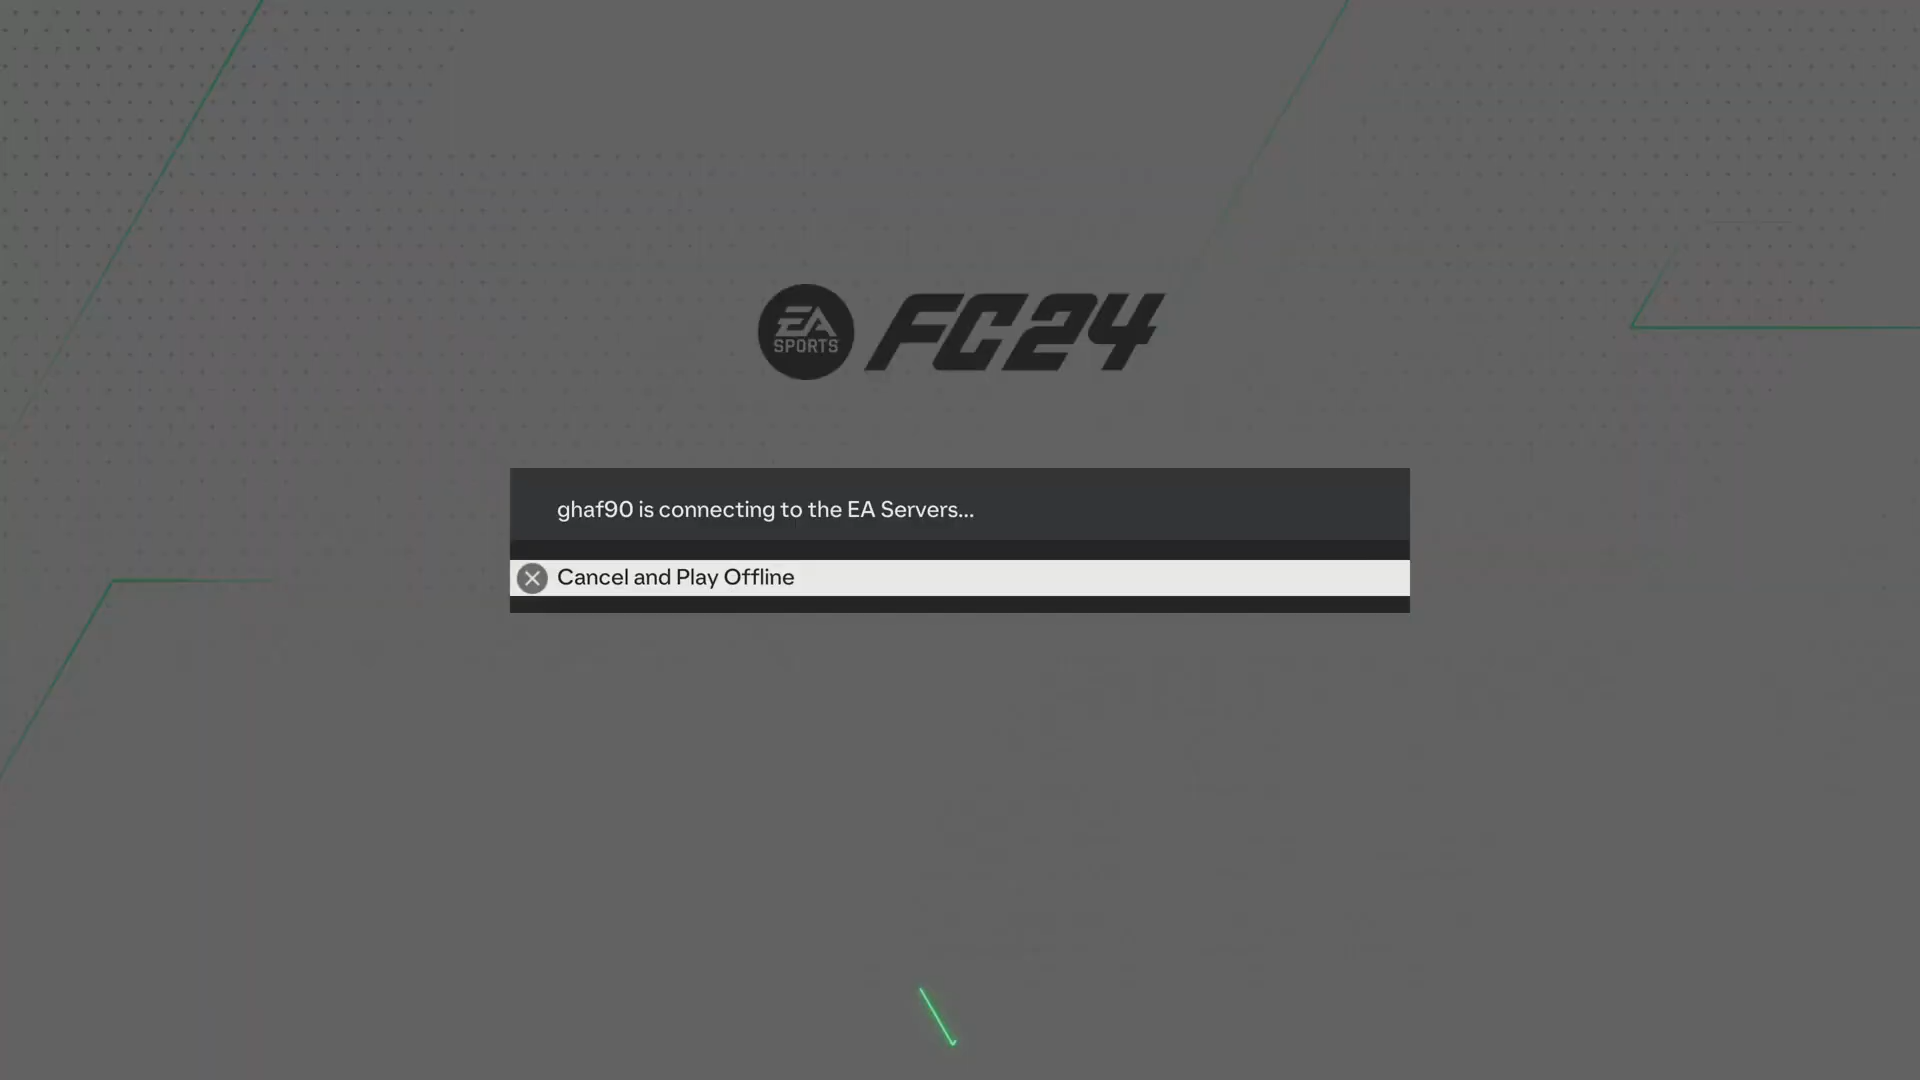 EA
SPORTS
FC24
ghaf90 is connecting to the EA Servers...
Cancel and Play Offline